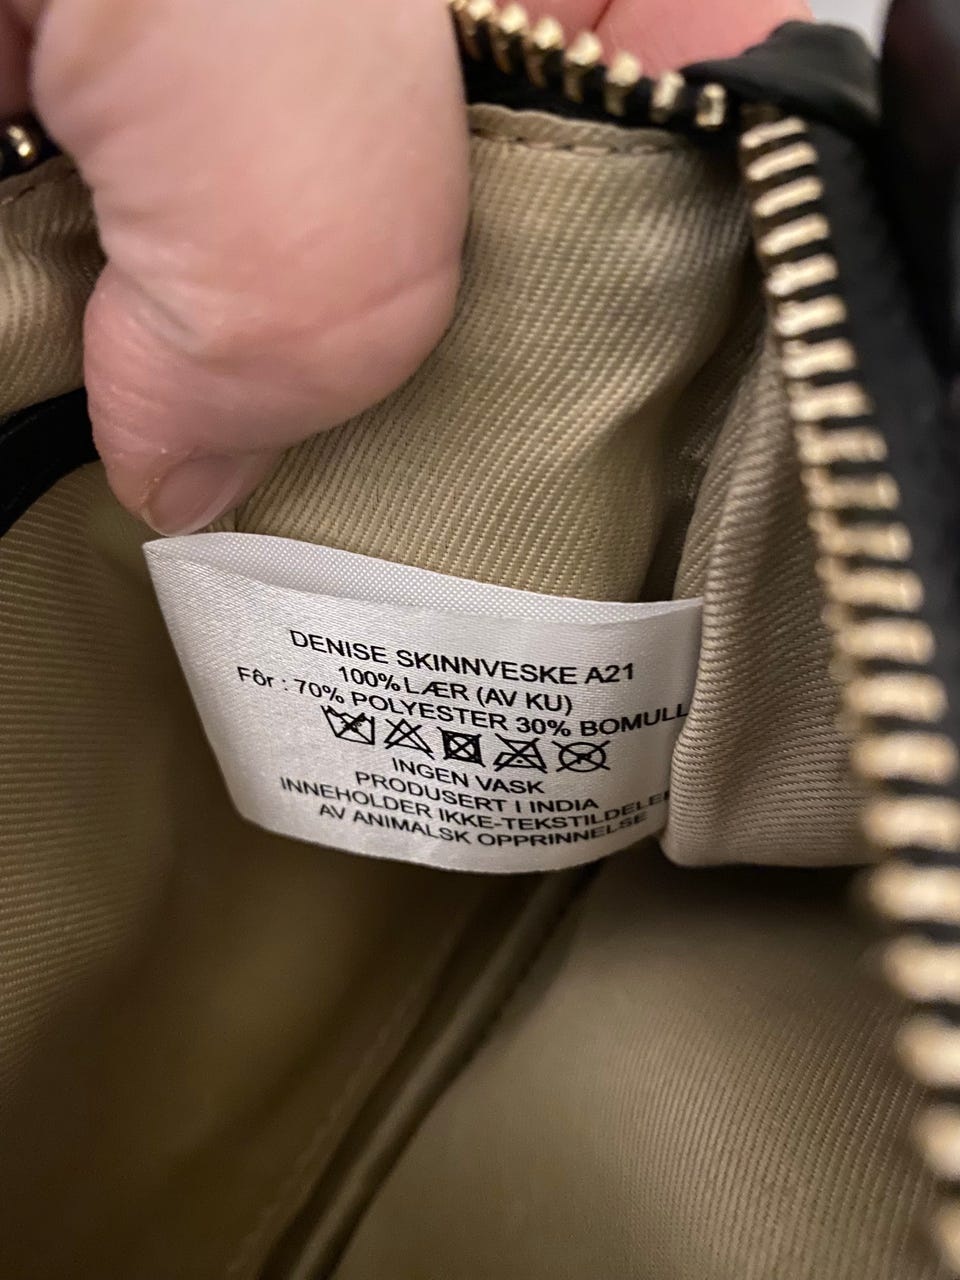 DENISE SKINNVESKE A21
100% LÆR (AV KU)
Fôr : 70% POLYESTER 30% BOMULL
INGEN VASK
PRODUSERT I INDIA
INNEHOLDER IKKE-TEKSTILDELER
AV ANIMALSK OPPRINNELSE